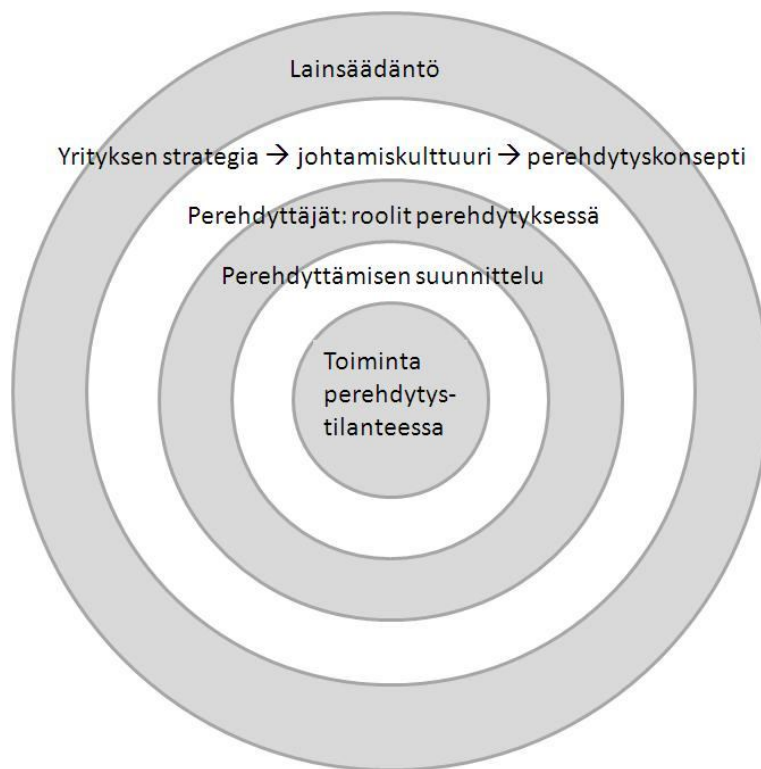 Lainsäädäntö
Yrityksen strategia → johtamiskulttuuri → perehdytyskonsepti
Perehdyttäjät: roolit perehdytyksessä
Perehdyttämisen suunnittelu
Toiminta
perehdytys-
tilanteessa